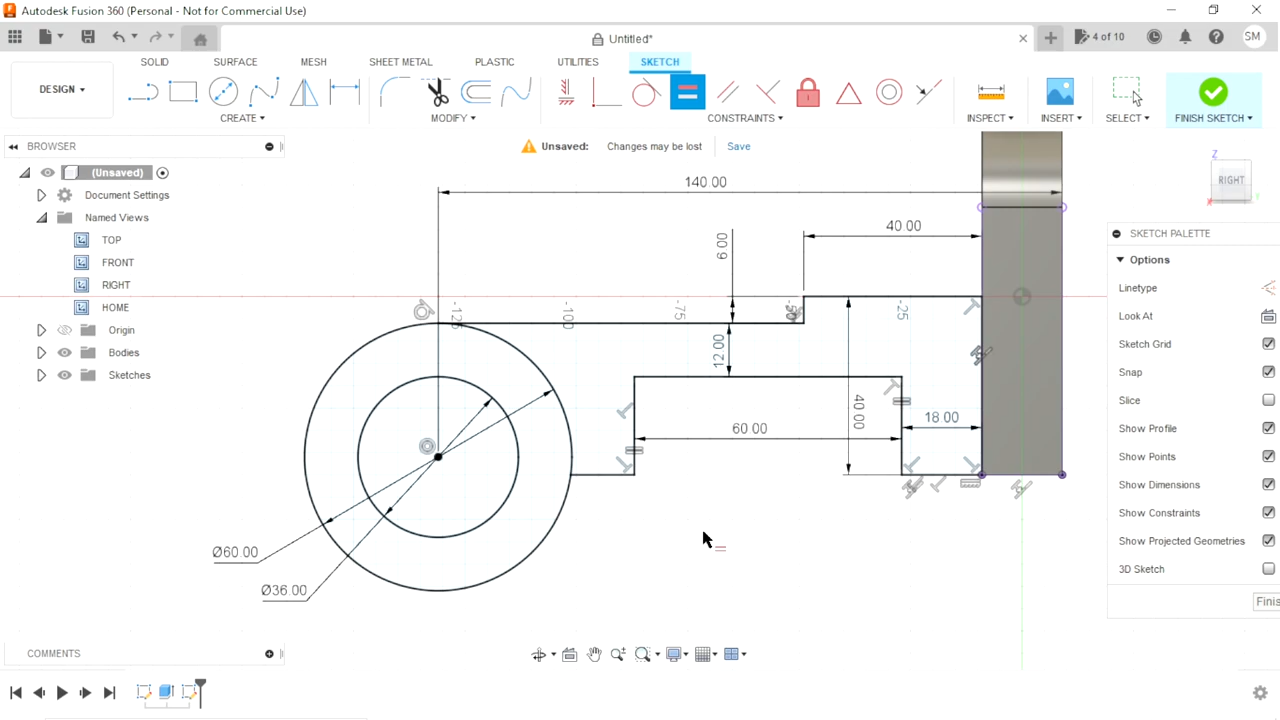 Autodesk Fusion 360 (Personal - Not for Commercial Use)
Untitled*
4 of 10
SM
DESIGN
SOLID SURFACE MESH SHEET METAL PLASTIC UTILITIES SKETCH
CREATE MODIFY CONSTRAINTS INSPECT INSERT SELECT FINISH SKETCH
BROWSER
Unsaved: Changes may be lost Save
(Unsaved)
Document Settings
Named Views
TOP
FRONT
RIGHT
HOME
Origin
Bodies
Sketches
Z
RIGHT
X
Y
140.00
40.00
6.00
-125
-100
-75
-50
-25
12.00
40.00
18.00
60.00
Ø60.00
Ø36.00
SKETCH PALETTE
Options
Linetype
Look At
Sketch Grid
Snap
Slice
Show Profile
Show Points
Show Dimensions
Show Constraints
Show Projected Geometries
3D Sketch
Finis
COMMENTS